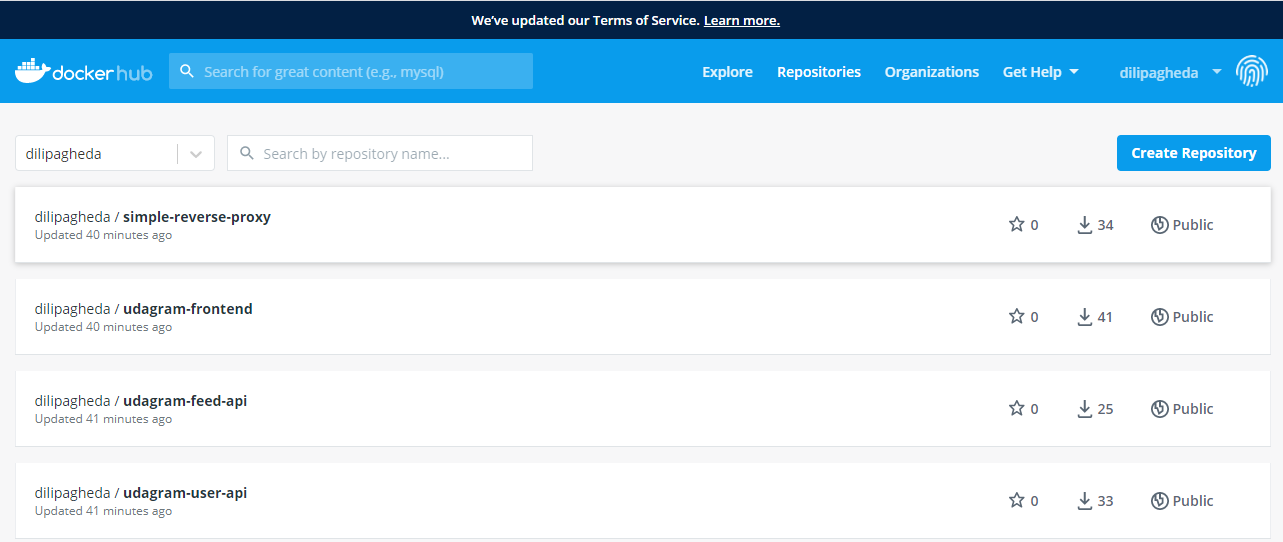 We've updated our Terms of Service. Learn more.
dockerhub Search for great content (e.g., mysql) Explore Repositories Organizations Get Help dilipagheda
dilipagheda Search by repository name... Create Repository
dilipagheda / simple-reverse-proxy 0 34 Public
Updated 40 minutes ago
dilipagheda / udagram-frontend 0 41 Public
Updated 40 minutes ago
dilipagheda / udagram-feed-api 0 25 Public
Updated 41 minutes ago
dilipagheda / udagram-user-api 0 33 Public
Updated 41 minutes ago